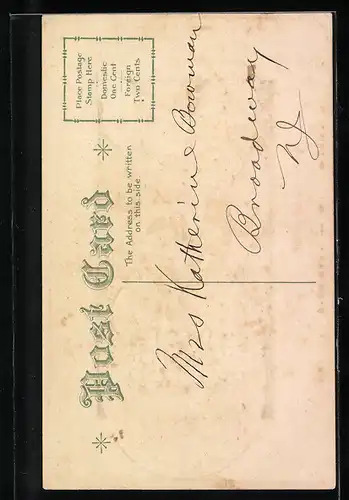 Post Card
Place Postage
Stamp Here
Domestic
One Cent
Foreign
Two Cents
The Address to be written
on this side
Mrs Katherine Bowman
Broadway
NJ